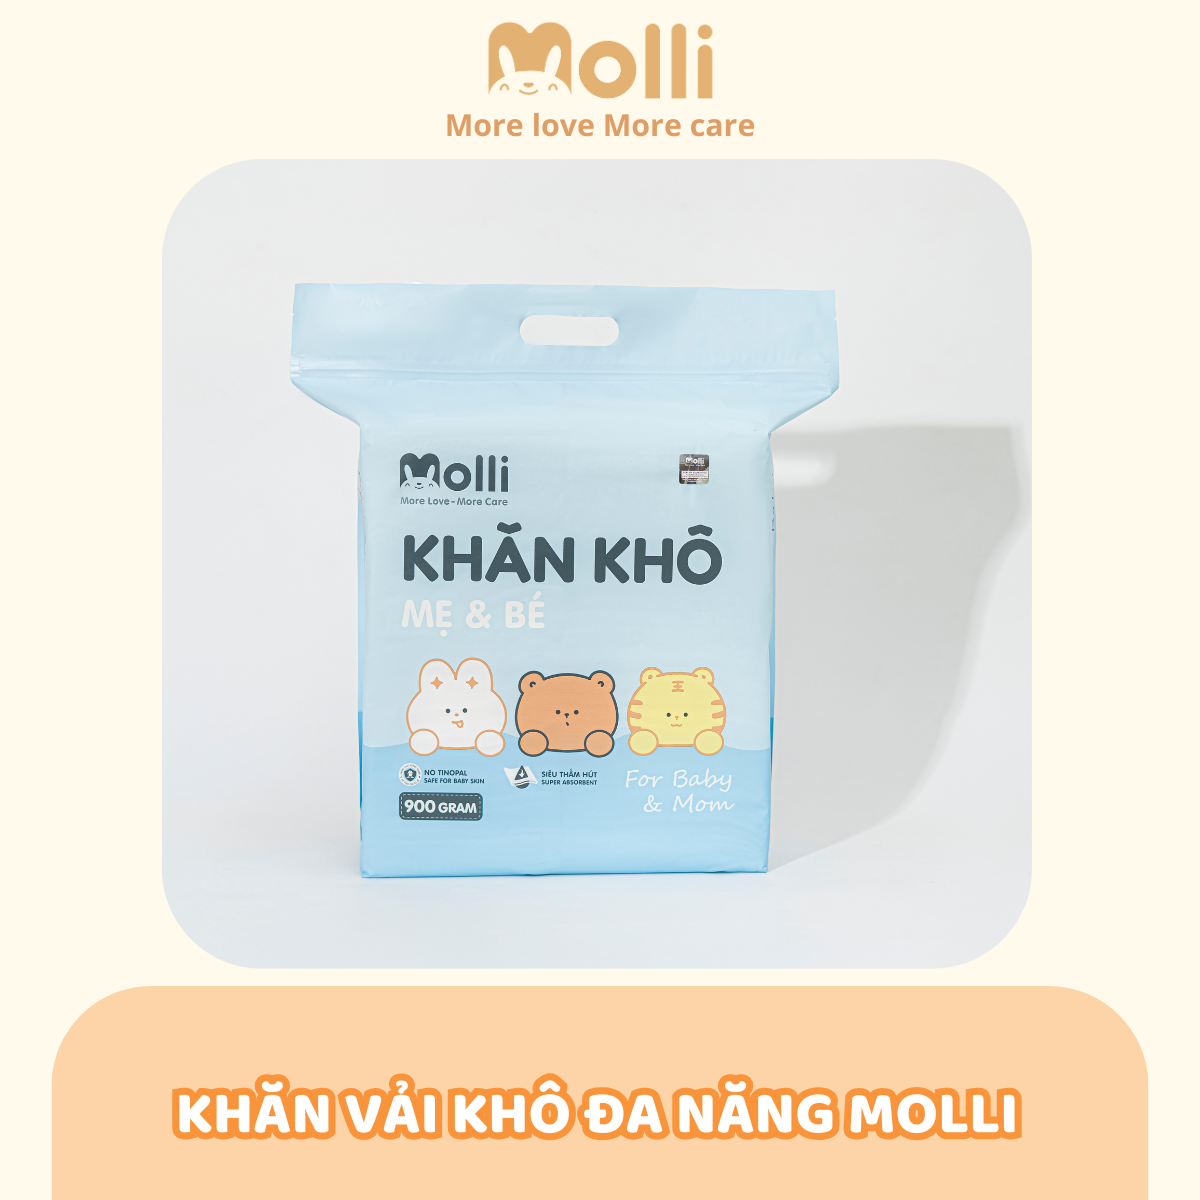 Molli
More love More care
Molli
More Love - More Care
Molli
KHĂN KHÔ
MẸ & BÉ
NO TINOPAL
SAFE FOR BABY SKIN
SIÊU THẤM HÚT
SUPER ABSORBENT
For Baby
& Mom
900 GRAM
KHĂN VẢI KHÔ ĐA NĂNG MOLLI